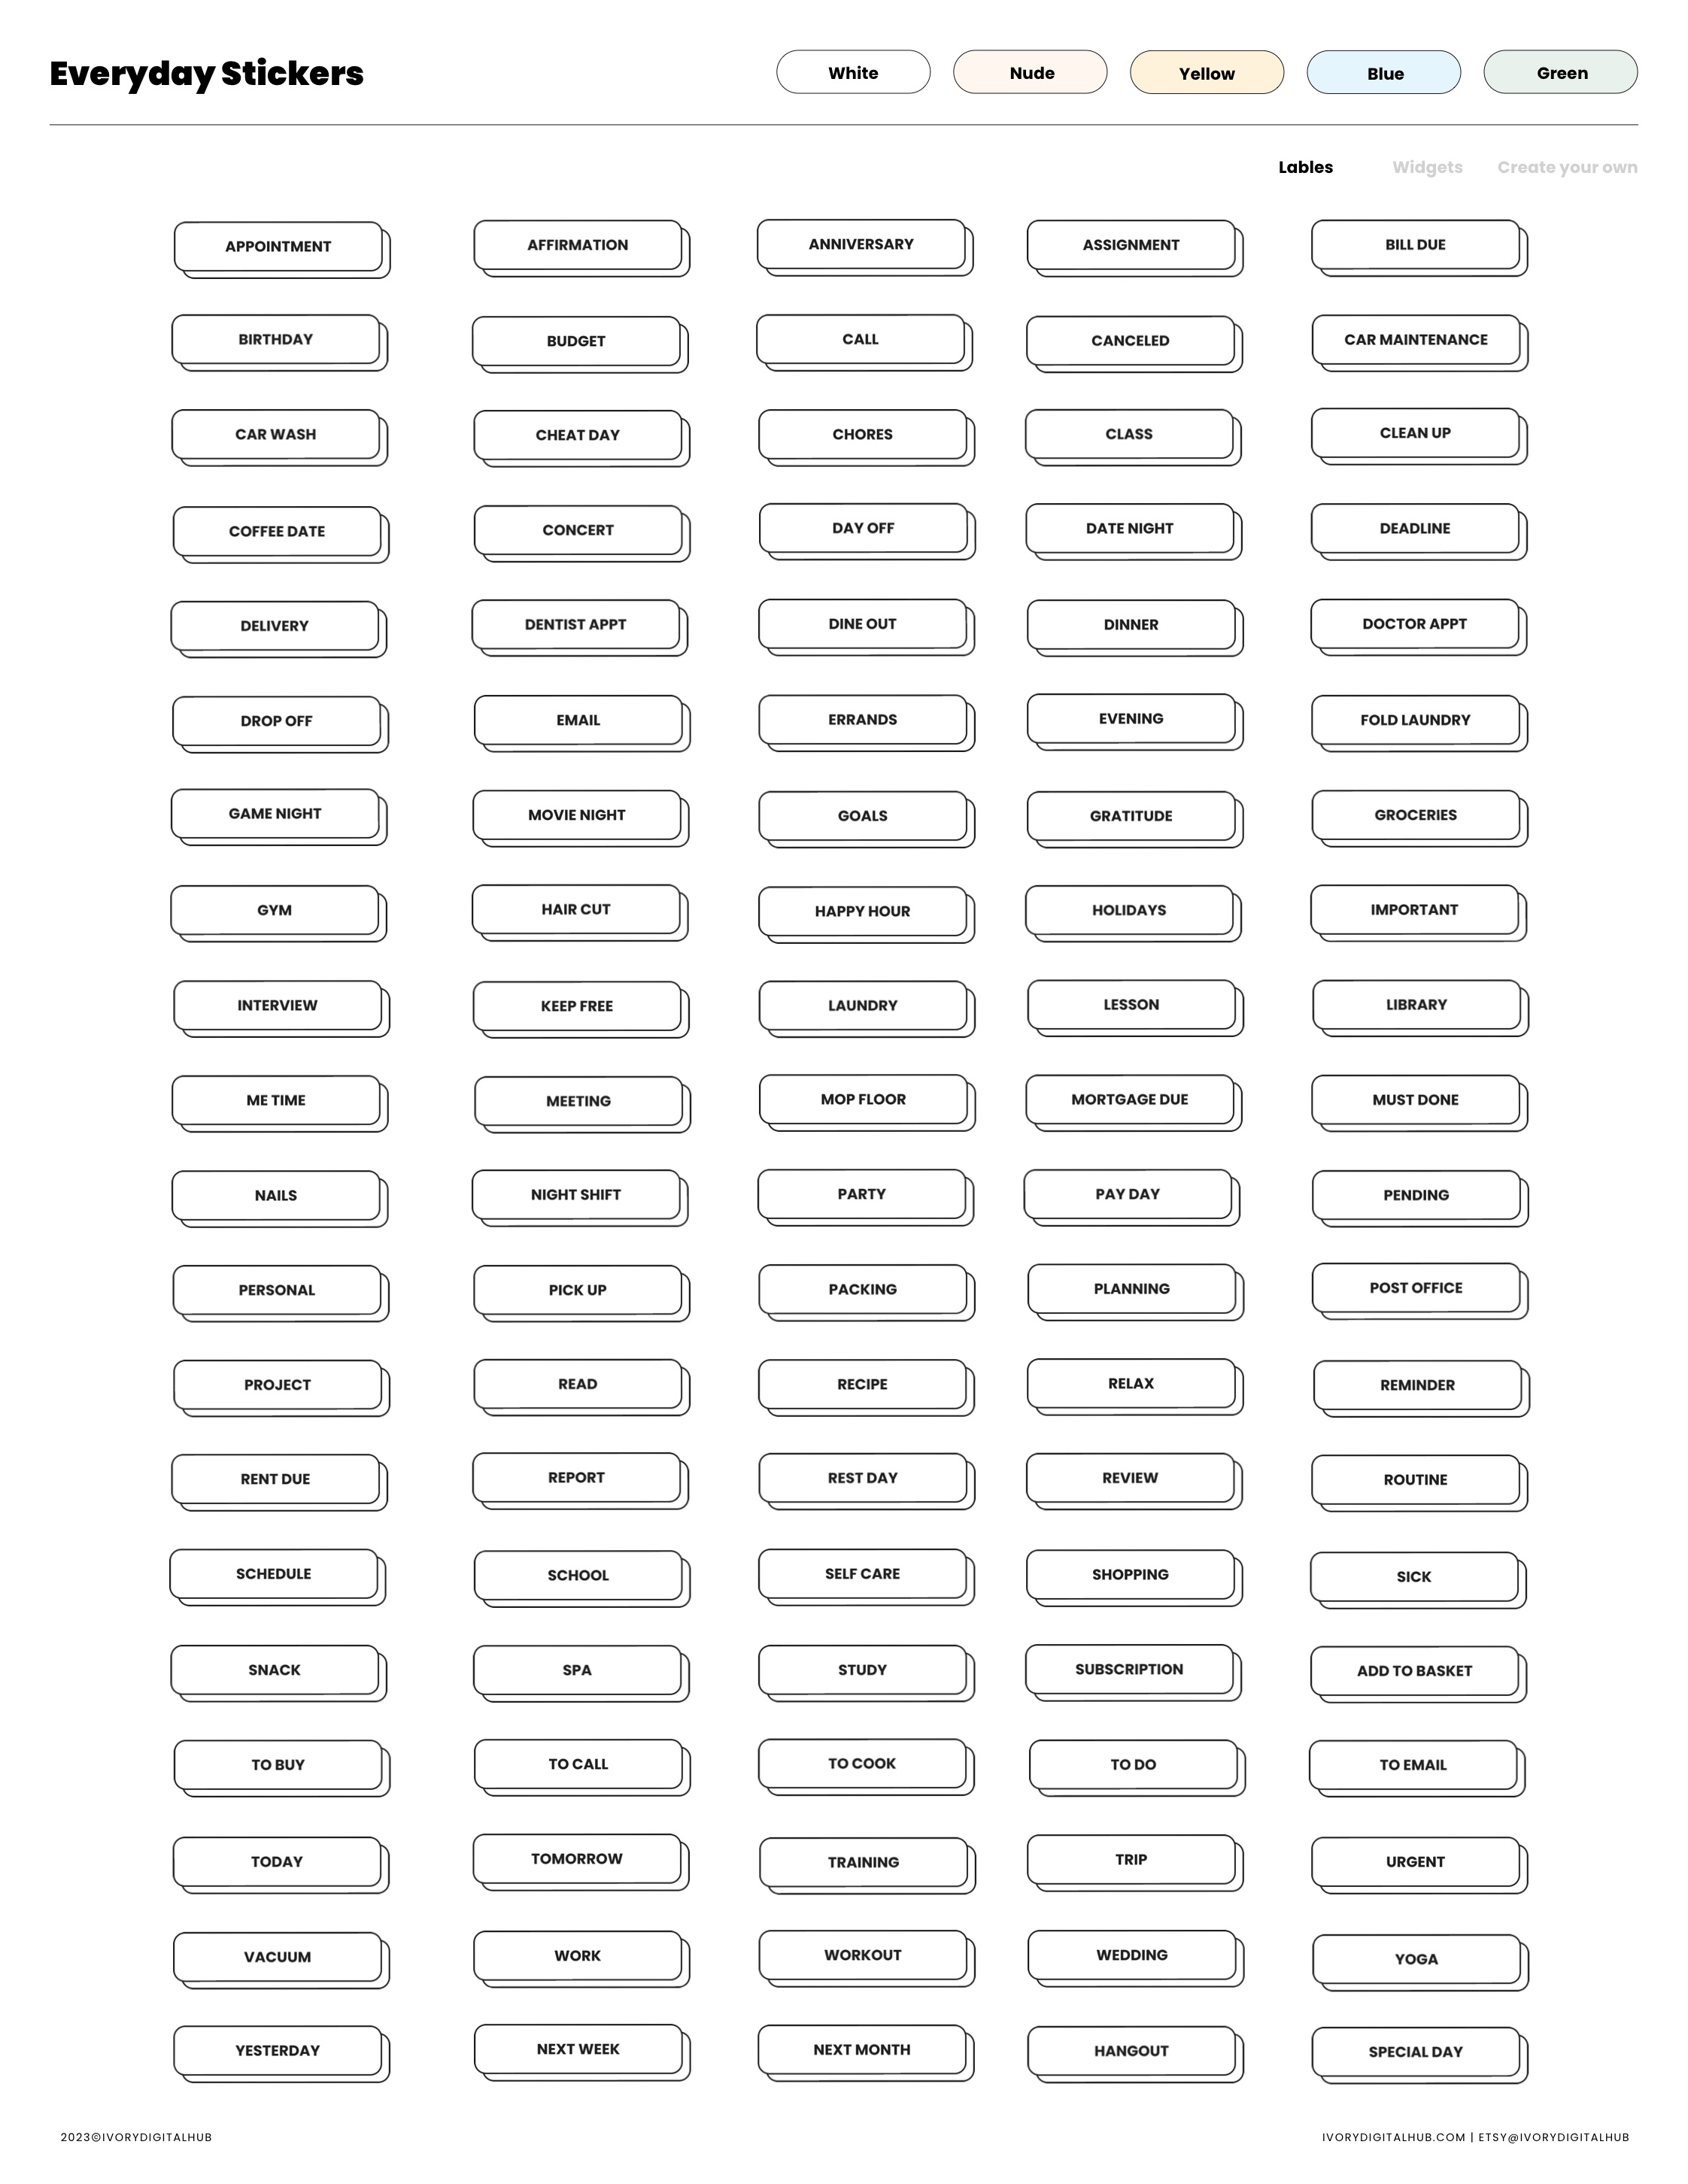 Everyday Stickers
White Nude Yellow Blue Green
Lables Widgets Create your own
APPOINTMENT AFFIRMATION ANNIVERSARY ASSIGNMENT BILL DUE
BIRTHDAY BUDGET CALL CANCELED CAR MAINTENANCE
CAR WASH CHEAT DAY CHORES CLASS CLEAN UP
COFFEE DATE CONCERT DAY OFF DATE NIGHT DEADLINE
DELIVERY DENTIST APPT DINE OUT DINNER DOCTOR APPT
DROP OFF EMAIL ERRANDS EVENING FOLD LAUNDRY
GAME NIGHT MOVIE NIGHT GOALS GRATITUDE GROCERIES
GYM HAIR CUT HAPPY HOUR HOLIDAYS IMPORTANT
INTERVIEW KEEP FREE LAUNDRY LESSON LIBRARY
ME TIME MEETING MOP FLOOR MORTGAGE DUE MUST DONE
NAILS NIGHT SHIFT PARTY PAY DAY PENDING
PERSONAL PICK UP PACKING PLANNING POST OFFICE
PROJECT READ RECIPE RELAX REMINDER
RENT DUE REPORT REST DAY REVIEW ROUTINE
SCHEDULE SCHOOL SELF CARE SHOPPING SICK
SNACK SPA STUDY SUBSCRIPTION ADD TO BASKET
TO BUY TO CALL TO COOK TO DO TO EMAIL
TODAY TOMORROW TRAINING TRIP URGENT
VACUUM WORK WORKOUT WEDDING YOGA
YESTERDAY NEXT WEEK NEXT MONTH HANGOUT SPECIAL DAY
2023©IVORYDIGITALHUB IVORYDIGITALHUB.COM | ETSY@IVORYDIGITALHUB